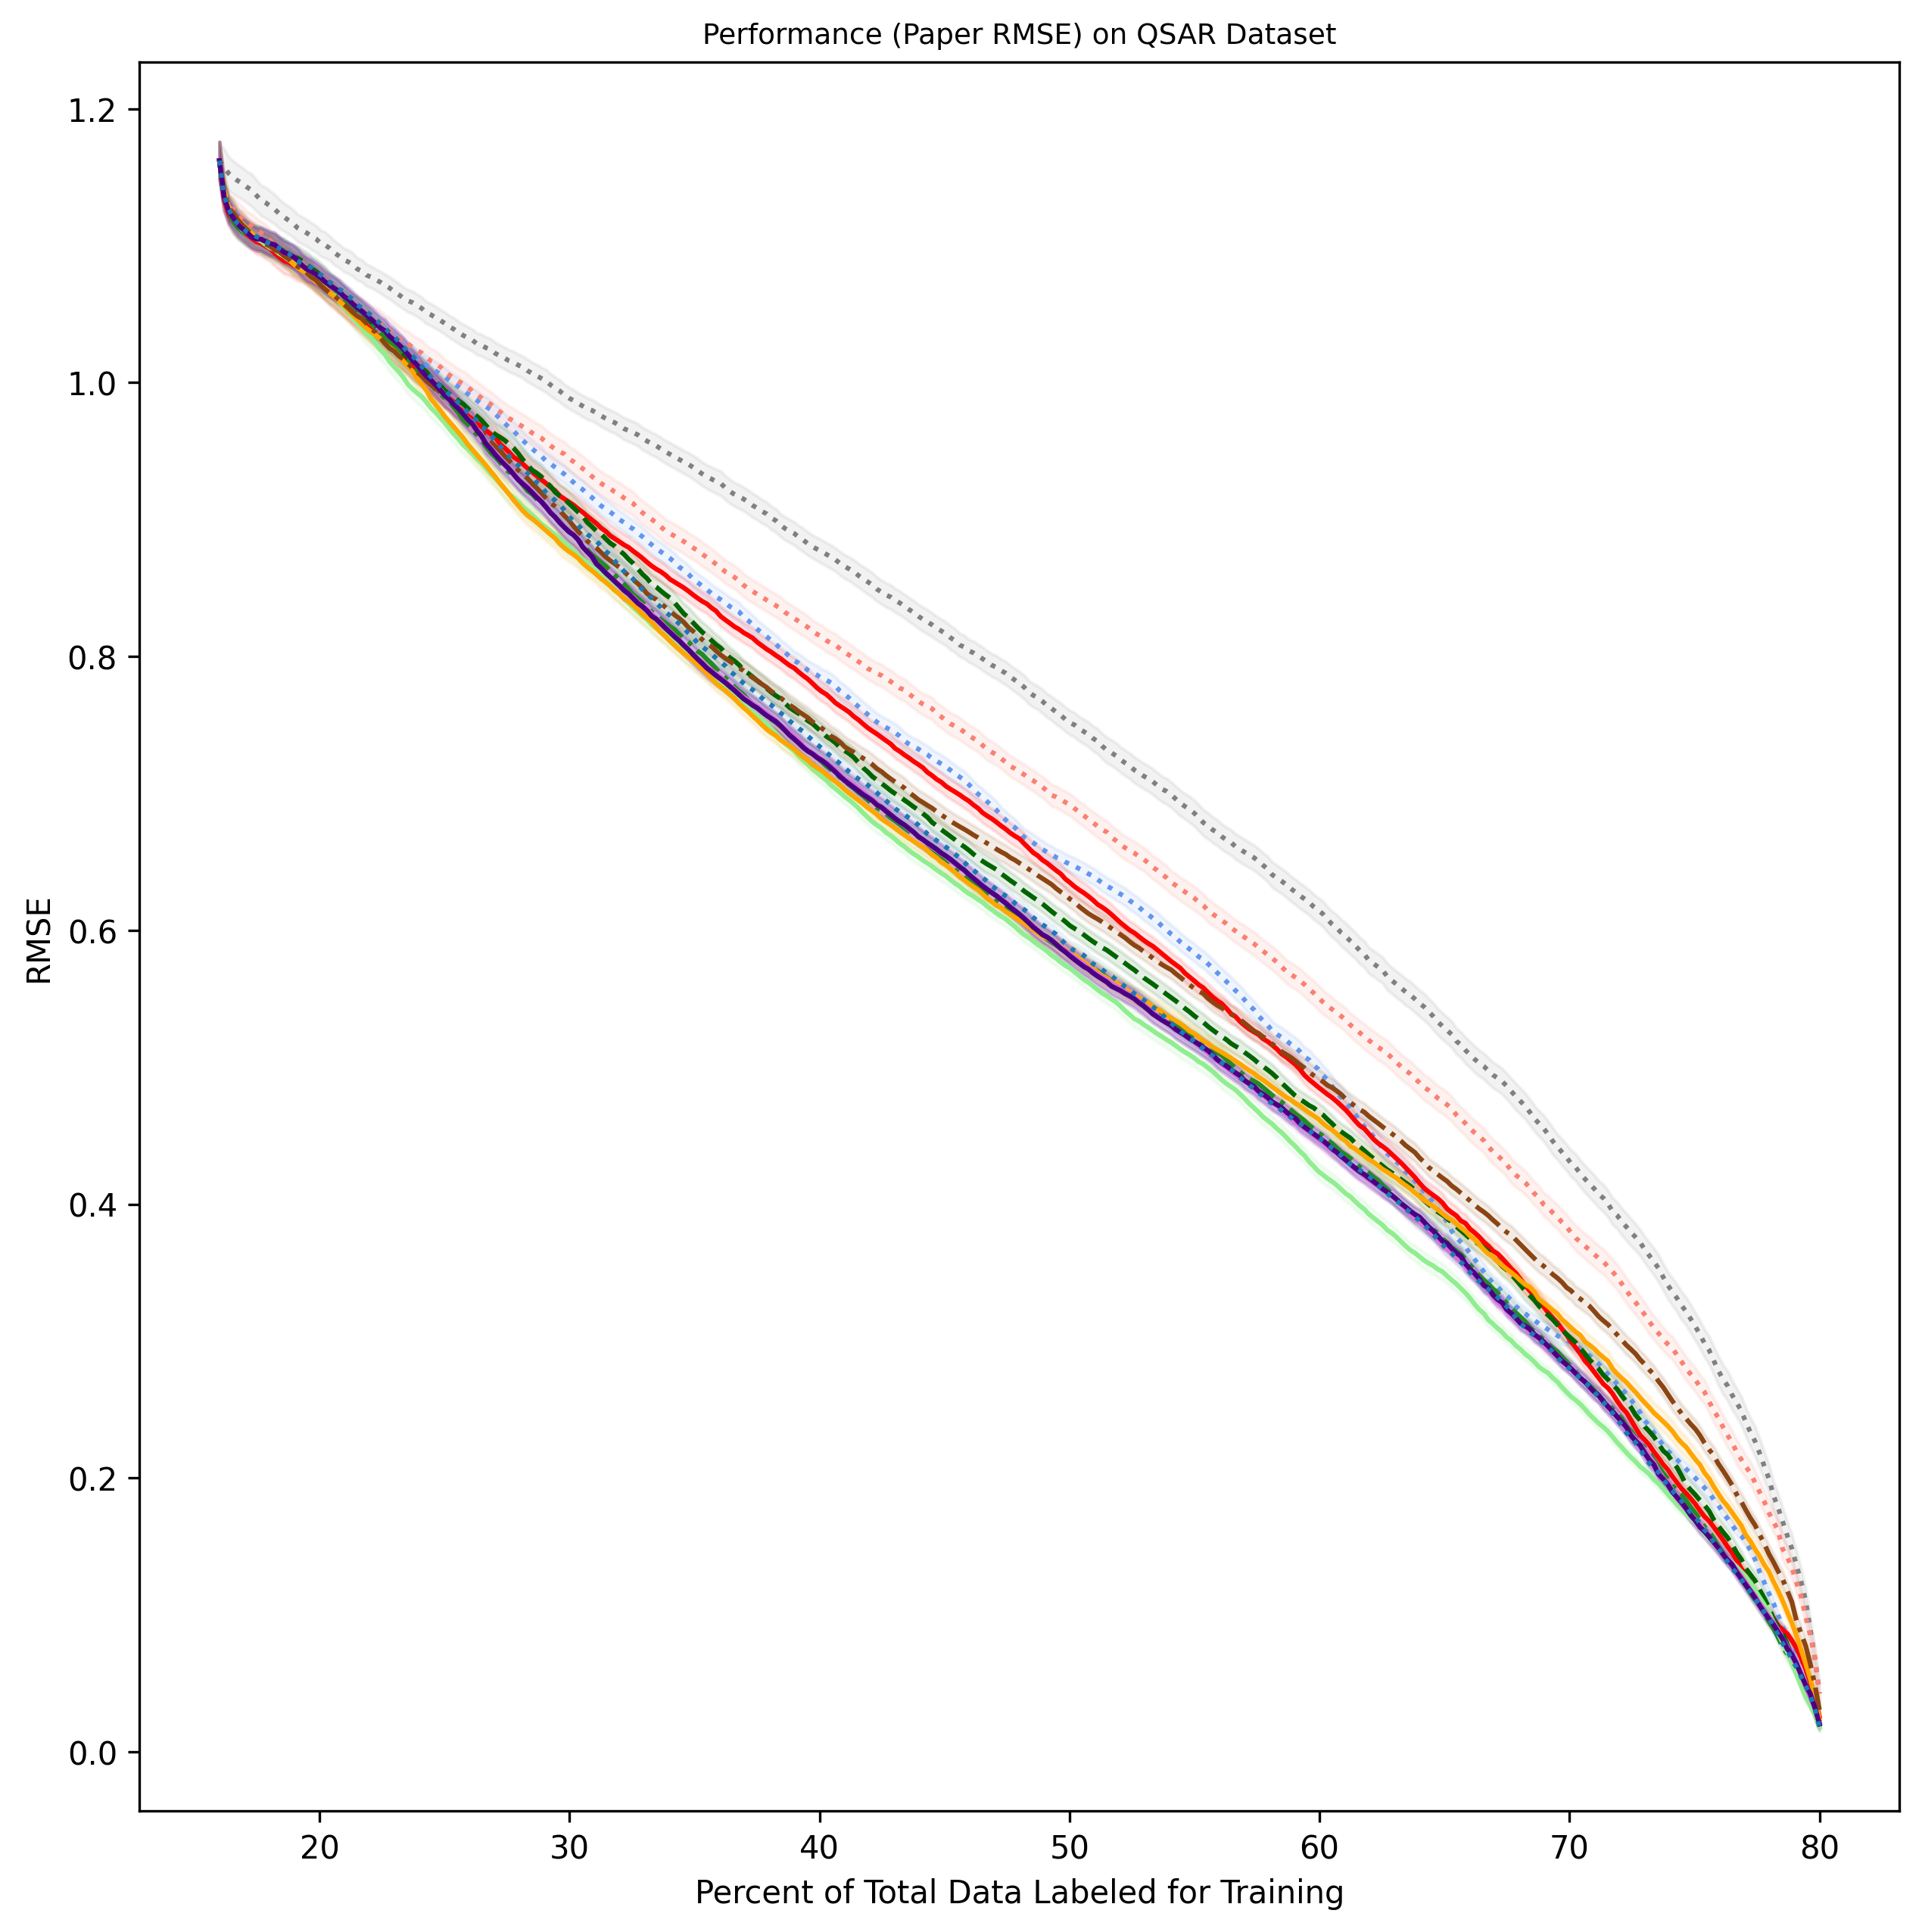 Performance (Paper RMSE) on QSAR Dataset
1.2
1.0
0.8
0.6
0.4
0.2
0.0
RMSE
20 30 40 50 60 70 80
Percent of Total Data Labeled for Training